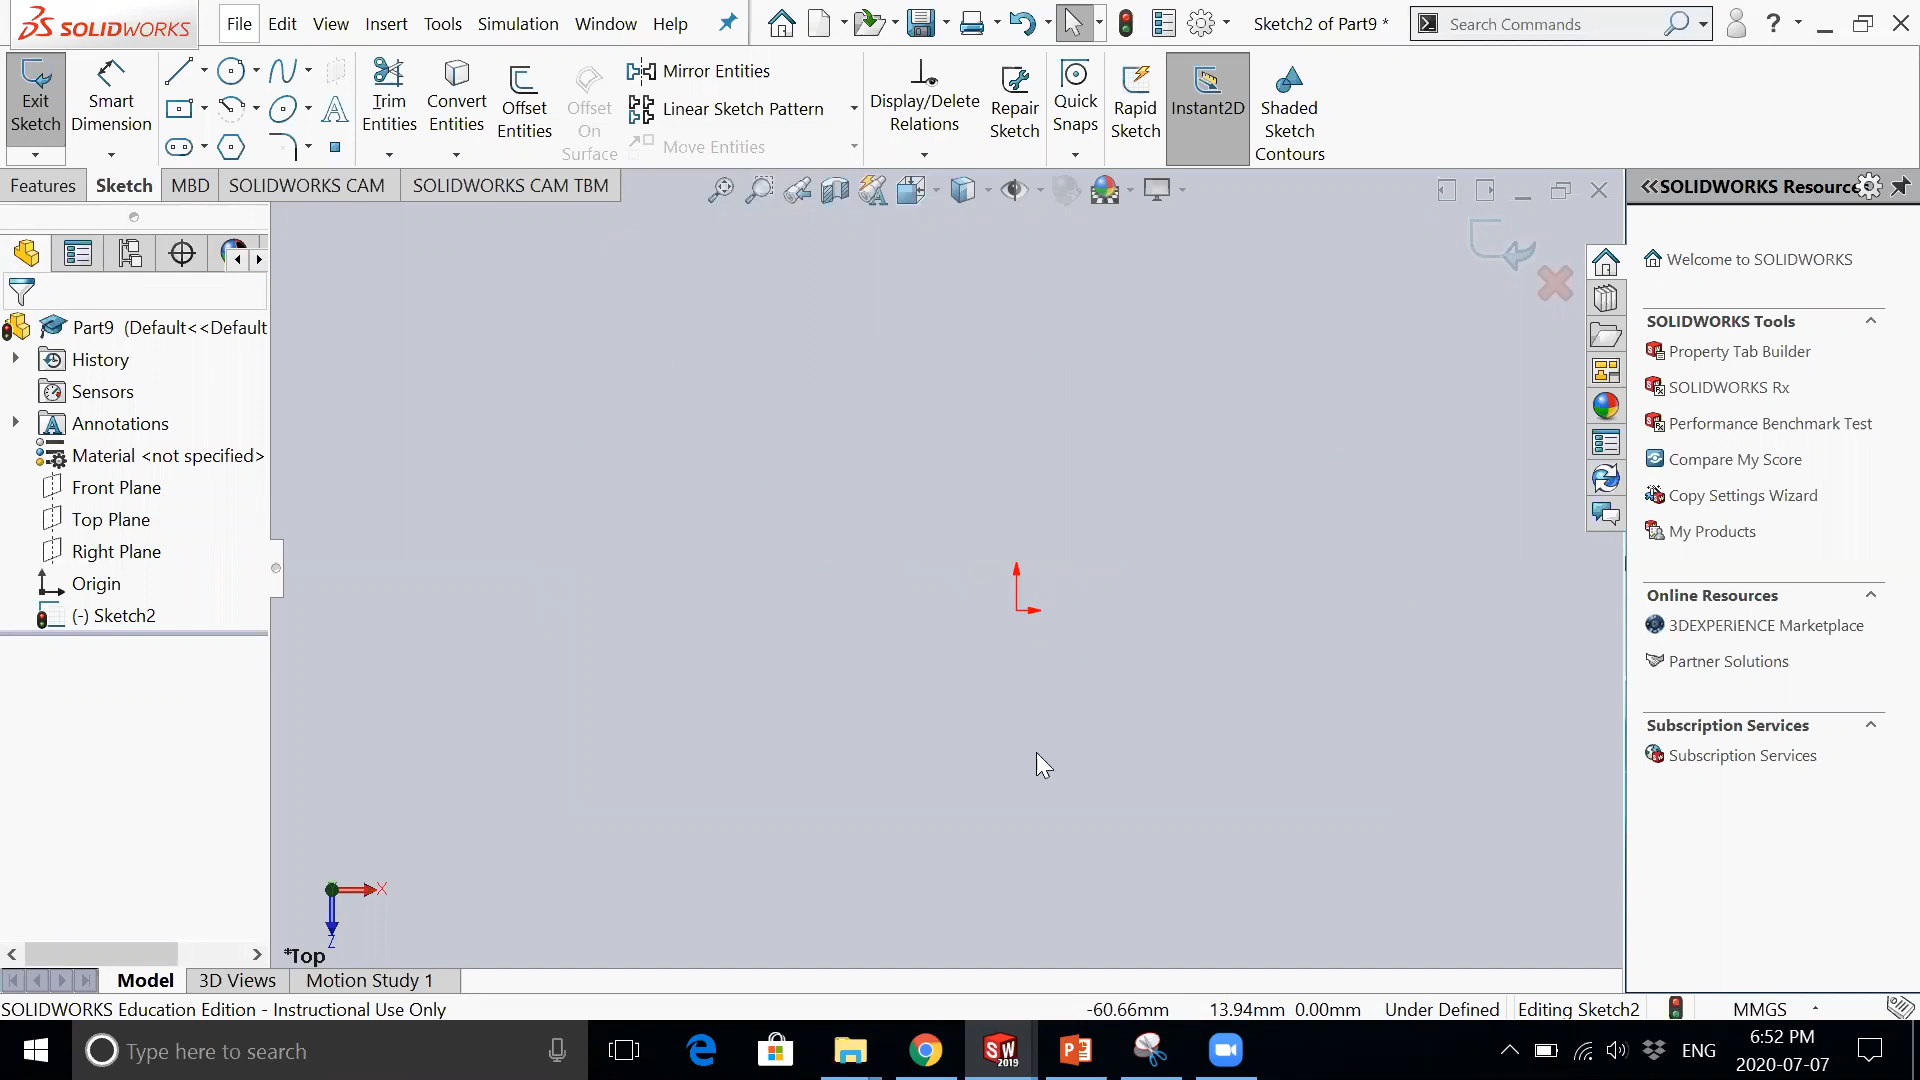 SOLIDWORKS File Edit View Insert Tools Simulation Window Help Sketch2 of Part9 * Search Commands ?
Exit Sketch
Smart Dimension
Trim Entities
Convert Entities
Offset Entities
Offset On Surface
Mirror Entities
Linear Sketch Pattern
Move Entities
Display/Delete Relations
Repair Sketch
Quick Snaps
Rapid Sketch
Instant2D
Shaded Sketch Contours
Features Sketch MBD SOLIDWORKS CAM SOLIDWORKS CAM TBM
Part9 (Default<<Default
History
Sensors
Annotations
Material <not specified>
Front Plane
Top Plane
Right Plane
Origin
(-) Sketch2
X
Z
*Top
SOLIDWORKS Resourc
Welcome to SOLIDWORKS
SOLIDWORKS Tools
Property Tab Builder
SOLIDWORKS Rx
Performance Benchmark Test
Compare My Score
Copy Settings Wizard
My Products
Online Resources
3DEXPERIENCE Marketplace
Partner Solutions
Subscription Services
Subscription Services
Model 3D Views Motion Study 1
SOLIDWORKS Education Edition - Instructional Use Only -60.66mm 13.94mm 0.00mm Under Defined Editing Sketch2 MMGS
Type here to search
SW 2019
ENG
6:52 PM
2020-07-07